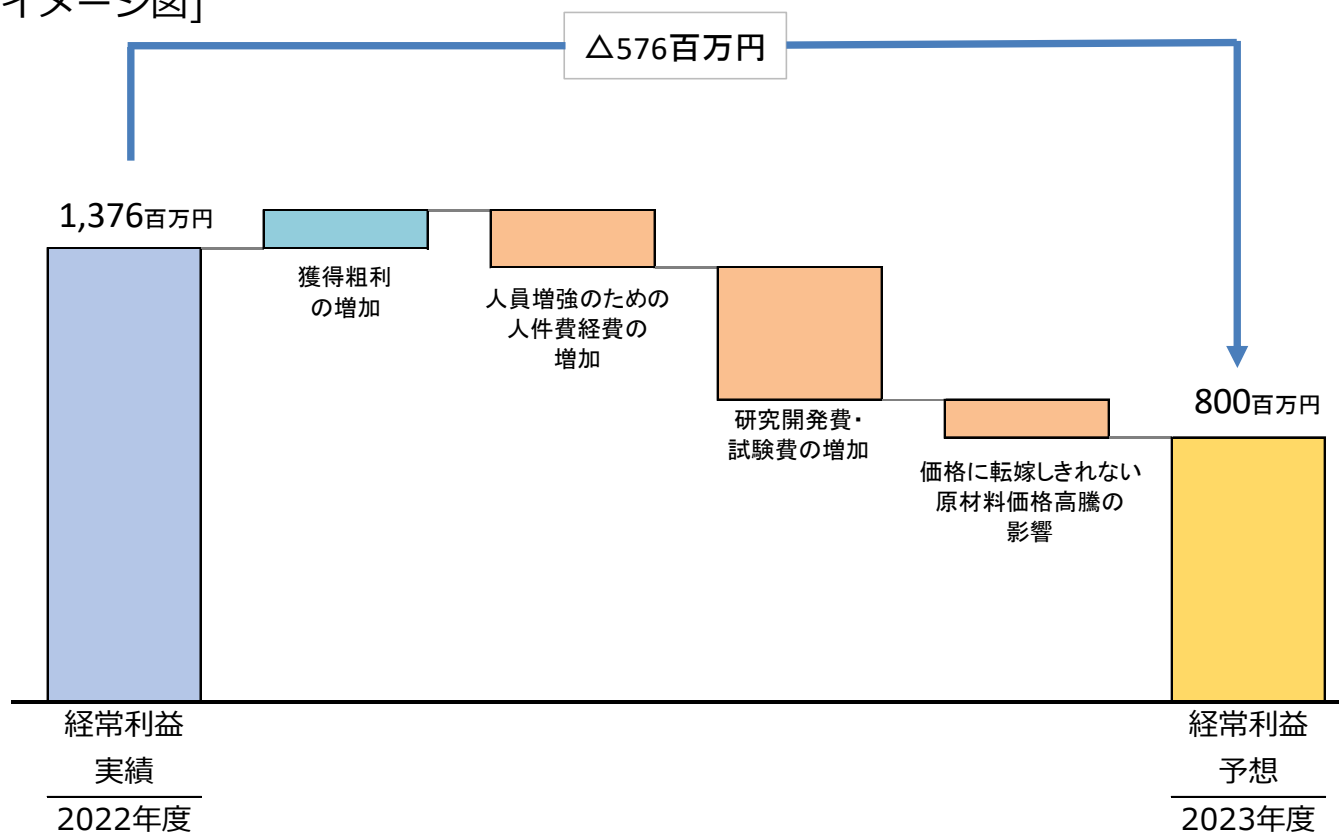 イメージ図]
△576百万円
1,376百万円
獲得粗利
の増加
人員増強のための
人件費経費の
増加
研究開発費・
試験費の増加
価格に転嫁しきれない
原材料価格高騰の
影響
800百万円
経常利益
実績
2022年度
経常利益
予想
2023年度